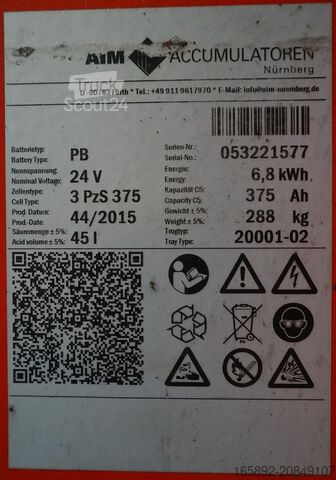 AiM ACCUMULATOREN
Nürnberg
Truck
Scout24
D-90763 Fürth * Tel.: +49 911 9617970 * E-Mail: info@aim-nuernberg.de
Batterietyp: PB Serien-Nr.: 053221577
Battery Type: Serial-No.:
Nennspannung: 24 V Energie: 6,8 kWh
Nominal Voltage: Energy:
Zellentype: 3 PzS 375 Kapazität C5: 375 Ah
Cell Type: Capacity C5:
Prod. Datum: 44/2015 Gewicht ± 5%: 288 kg
Prod-Date: Weight ± 5%:
Säuremenge ± 5%: 45 l Trogtyp: 20001-02
Acid volume ± 5%: Tray Type:
Pb
165892-20849107